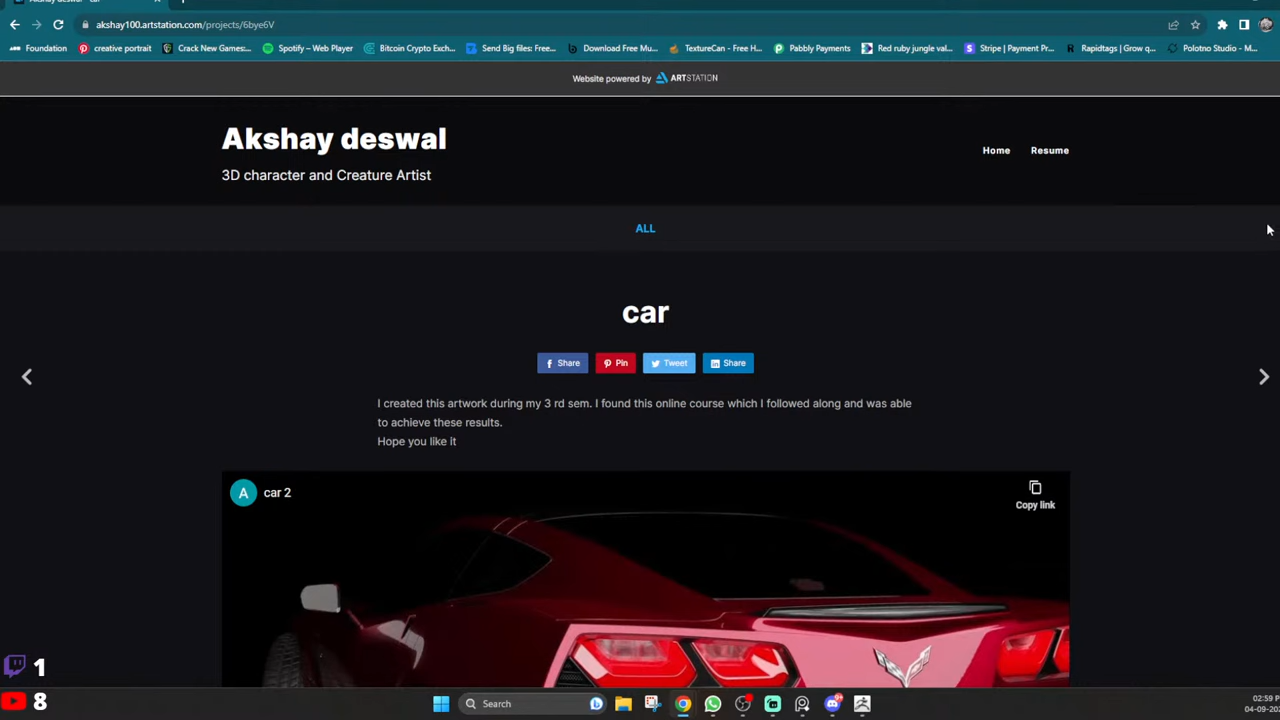 akshay100.artstation.com/projects/6bye6V
Foundation creative portrait Crack New Games:... Spotify – Web Player Bitcoin Crypto Exch... Send Big files: Free... Download Free Mu... TextureCan - Free H... Pabbly Payments Red ruby jungle val... Stripe | Payment Pr... Rapidtags | Grow q... Polotno Studio - M...
Website powered by ARTSTATION
Akshay deswal
3D character and Creature Artist
Home Resume
ALL
car
Share Pin Tweet Share
I created this artwork during my 3 rd sem. I found this online course which I followed along and was able
to achieve these results.
Hope you like it
A car 2
Copy link
1
8
Search
02:59 P
04-09-202